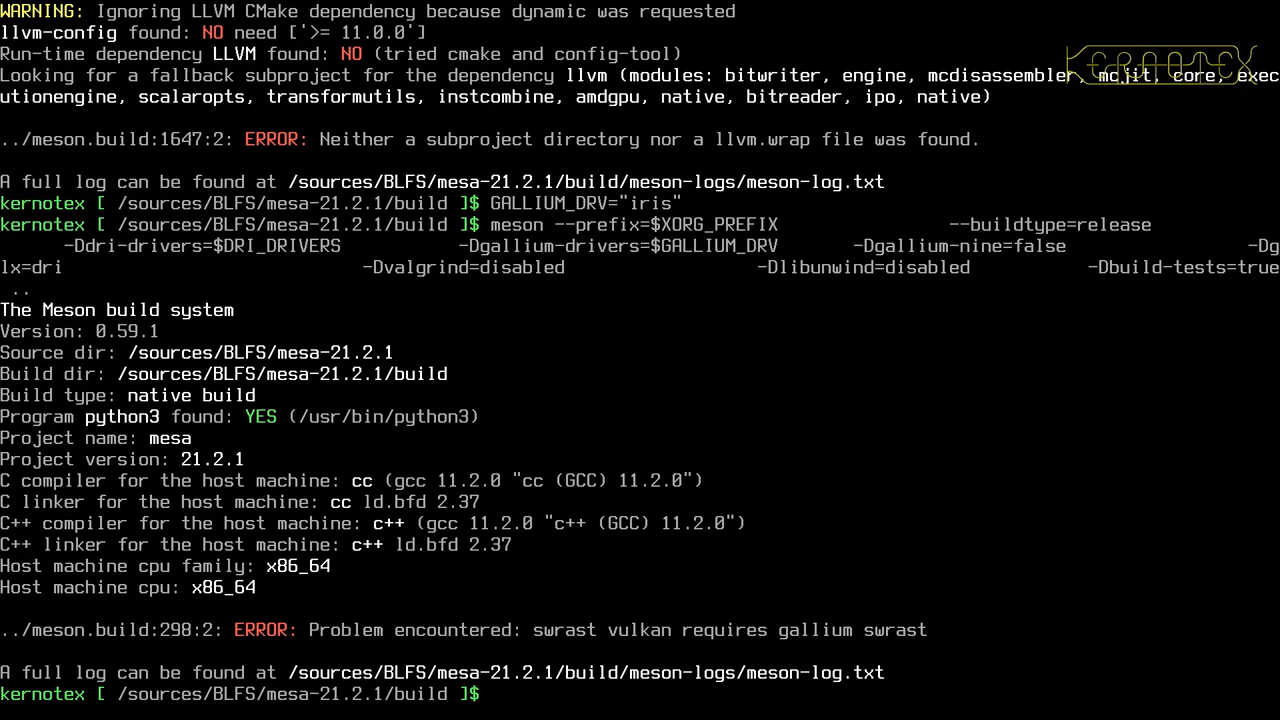 WARNING: Ignoring LLVM CMake dependency because dynamic was requested
llvm-config found: NO need ['>= 11.0.0']
Run-time dependency LLVM found: NO (tried cmake and config-tool)
KERNOTEX
Looking for a fallback subproject for the dependency llvm (modules: bitwriter, engine, mcdisassembler, mcjit, core, exec
utionengine, scalaropts, transformutils, instcombine, amdgpu, native, bitreader, ipo, native)
../meson.build:1647:2: ERROR: Neither a subproject directory nor a llvm.wrap file was found.
A full log can be found at /sources/BLFS/mesa-21.2.1/build/meson-logs/meson-log.txt
kernotex [ /sources/BLFS/mesa-21.2.1/build ]$ GALLIUM_DRV="iris"
kernotex [ /sources/BLFS/mesa-21.2.1/build ]$ meson --prefix=$XORG_PREFIX --buildtype=release
-Ddri-drivers=$DRI_DRIVERS -Dgallium-drivers=$GALLIUM_DRV -Dgallium-nine=false -Dg
lx=dri -Dvalgrind=disabled -Dlibunwind=disabled -Dbuild-tests=true
..
The Meson build system
Version: 0.59.1
Source dir: /sources/BLFS/mesa-21.2.1
Build dir: /sources/BLFS/mesa-21.2.1/build
Build type: native build
Program python3 found: YES (/usr/bin/python3)
Project name: mesa
Project version: 21.2.1
C compiler for the host machine: cc (gcc 11.2.0 "cc (GCC) 11.2.0")
C linker for the host machine: cc ld.bfd 2.37
C++ compiler for the host machine: c++ (gcc 11.2.0 "c++ (GCC) 11.2.0")
C++ linker for the host machine: c++ ld.bfd 2.37
Host machine cpu family: x86_64
Host machine cpu: x86_64
../meson.build:298:2: ERROR: Problem encountered: swrast vulkan requires gallium swrast
A full log can be found at /sources/BLFS/mesa-21.2.1/build/meson-logs/meson-log.txt
kernotex [ /sources/BLFS/mesa-21.2.1/build ]$